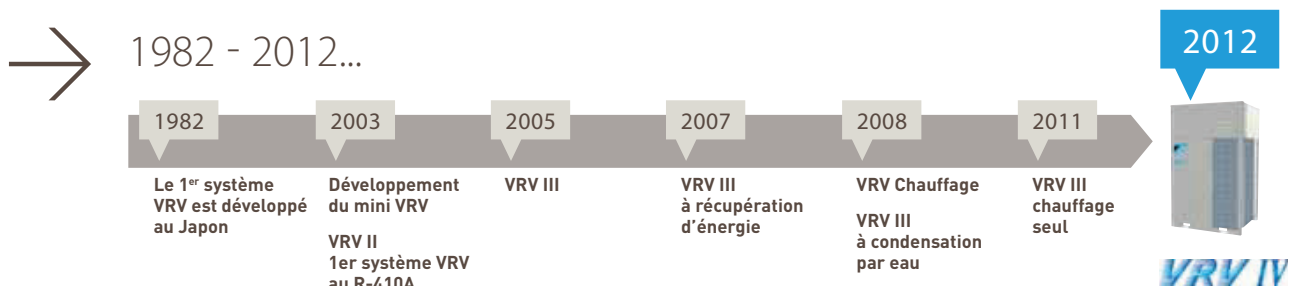 1982 - 2012...
2012
1982
2003
2005
2007
2008
2011
Le 1er système
VRV est développé
au Japon
Développement
du mini VRV
VRV II
1er système VRV
au R-410A
VRV III
VRV III
à récupération
d'énergie
VRV Chauffage
VRV III
à condensation
par eau
VRV III
chauffage
seul
VRV IV